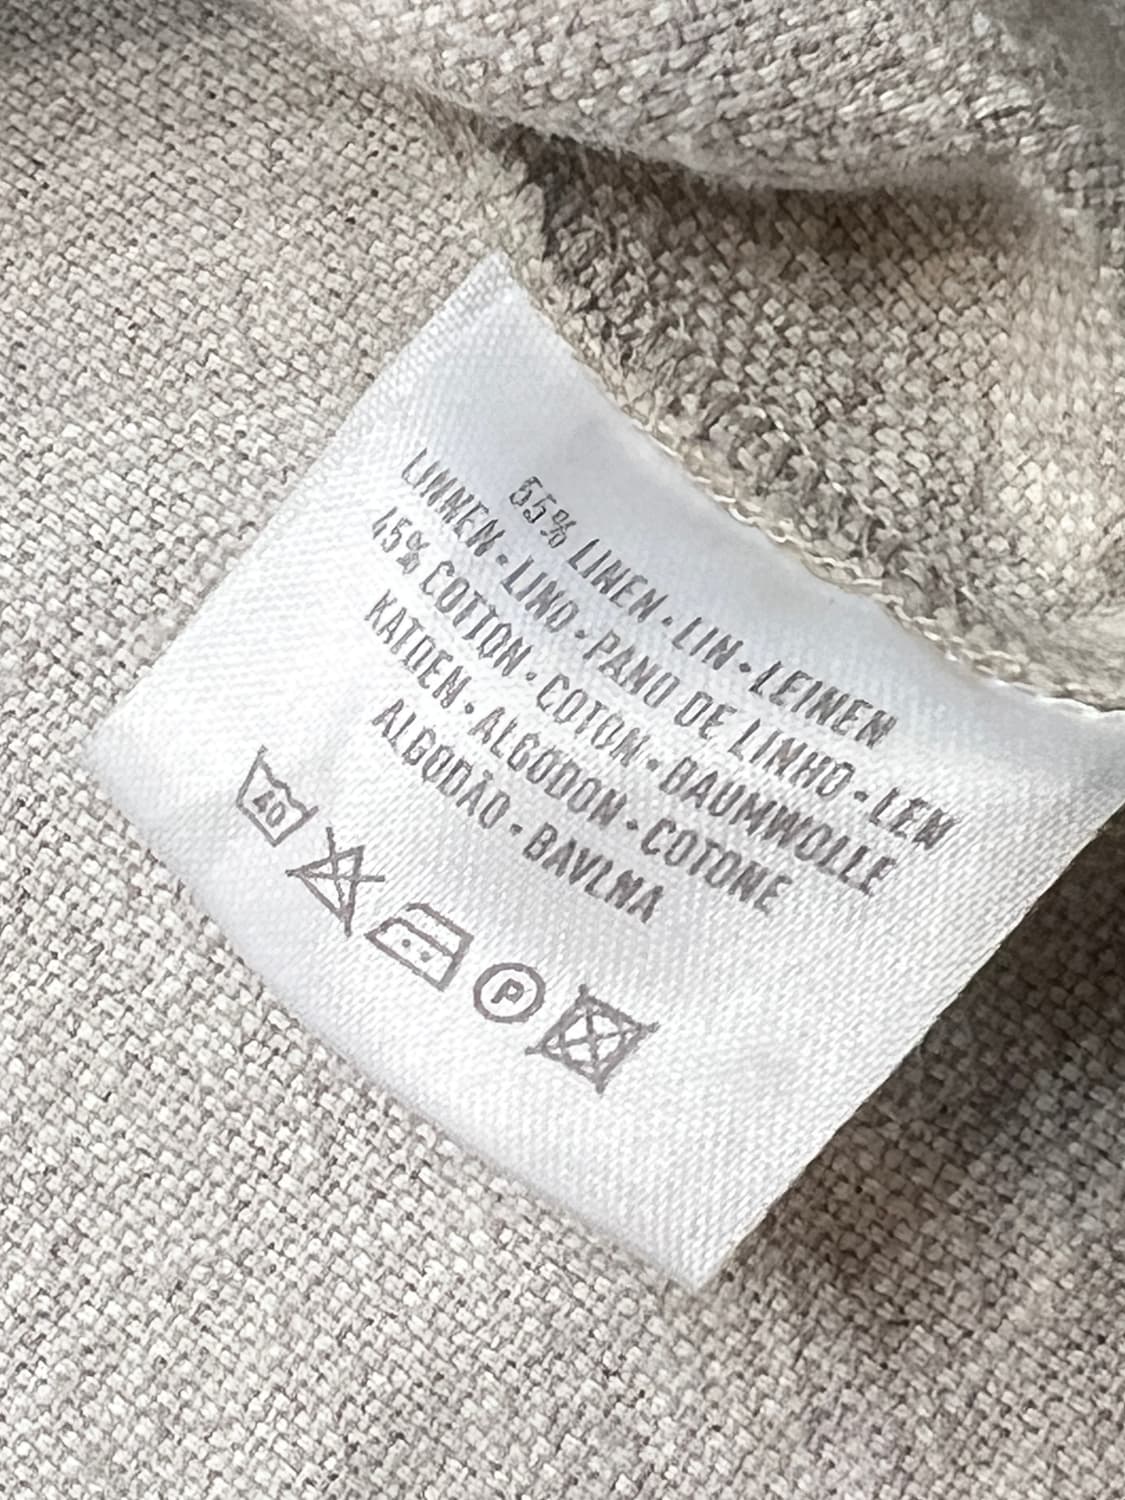 55% LINEN · LIN · LEINEN
LINNEN · LINO · PANO DE LINHO · LEN
45% COTTON · COTON · BAUMWOLLE
KATOEN · ALGODON · COTONE
ALGODÃO · BAVLNA
40
P